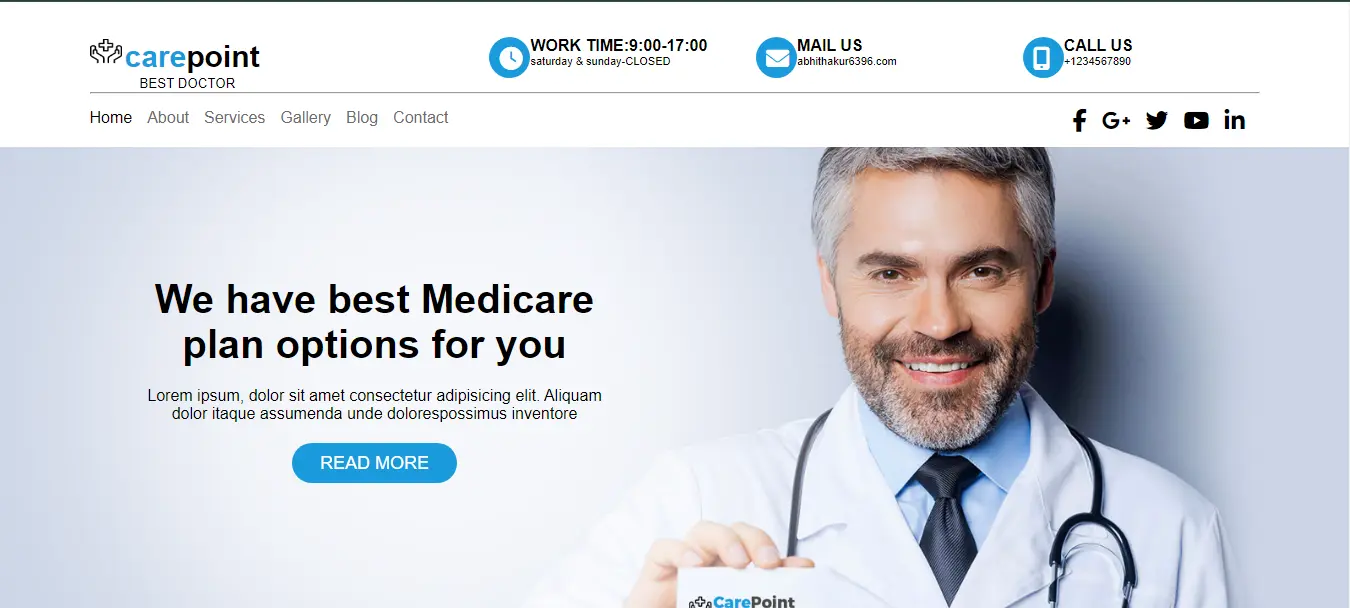 carepoint
BEST DOCTOR
WORK TIME:9:00-17:00
saturday & sunday-CLOSED
MAIL US
abhithakur6396.com
CALL US
+1234567890
Home About Services Gallery Blog Contact
G+
in
We have best Medicare
plan options for you
Lorem ipsum, dolor sit amet consectetur adipisicing elit. Aliquam
dolor itaque assumenda unde dolorespossimus inventore
READ MORE
CarePoint